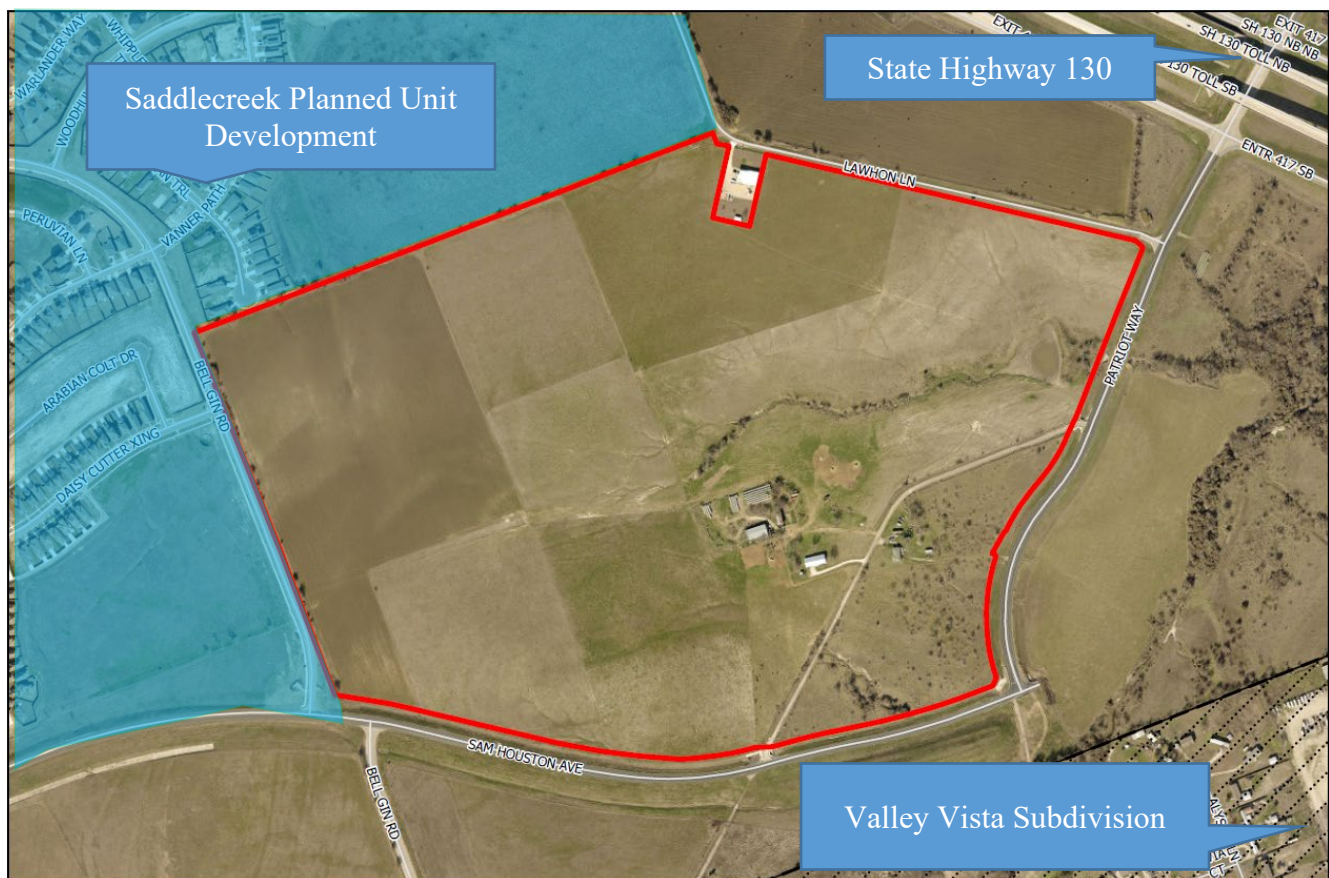 EXIT 417
SH 130 NB NB
SH 130 TOLL NB
130 TOLL SB
ENTR 417 SB
State Highway 130
WARLANDER WAY
Saddlecreek Planned Unit
Development
VANNER PATH
PERUVIAN LN
LAWHON LN
PATRIOT WAY
ARABIAN COLT DR
BELL GIN RD
DAISY CUTTER XING
SAM HOUSTON AVE
BELL GIN RD
Valley Vista Subdivision